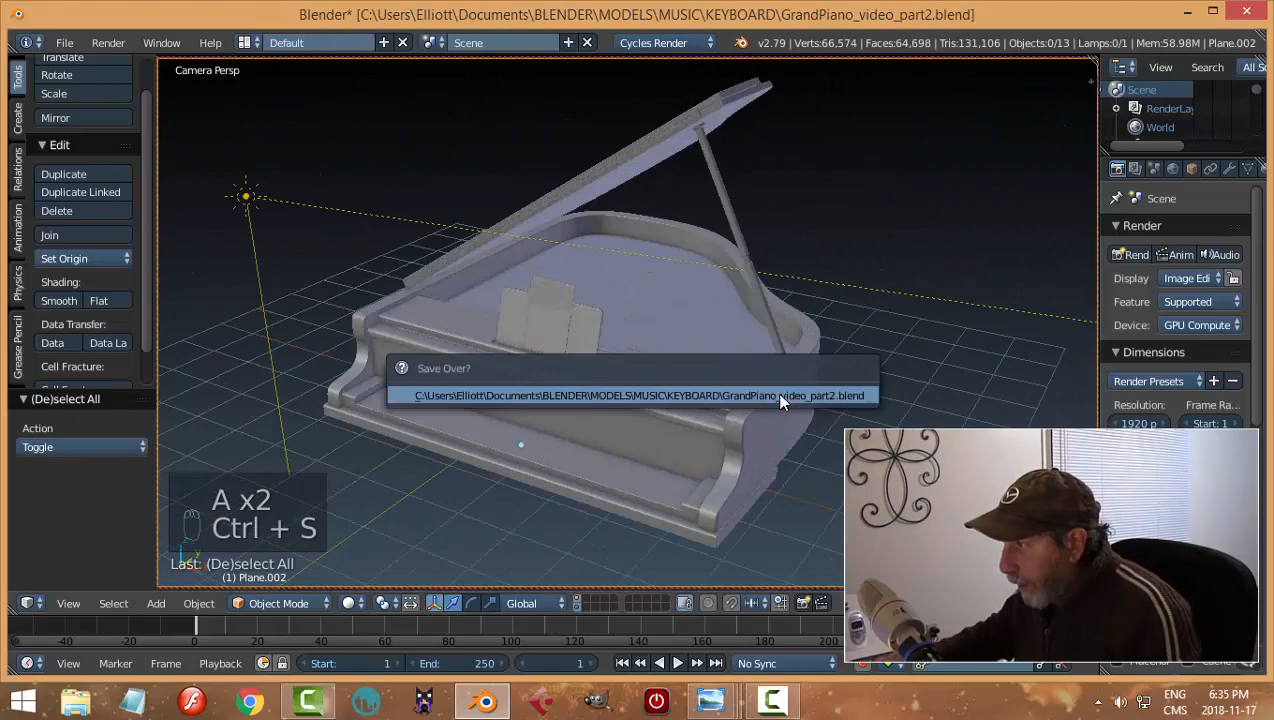 Blender* [C:\Users\Elliott\Documents\BLENDER\MODELS\MUSIC\KEYBOARD\GrandPiano_video_part2.blend]
File Render Window Help Default Scene Cycles Render v2.79 | Verts:66,574 | Faces:64,698 | Tris:131,106 | Objects:0/13 | Lamps:0/1 | Mem:58.98M | Plane.002
Translate
Rotate
Scale
Mirror
Edit
Duplicate
Duplicate Linked
Delete
Join
Set Origin
Shading:
Smooth Flat
Data Transfer:
Data Data La
Cell Fracture:
Tools
Create
Relations
Animation
Physics
Grease Pencil
(De)select All
Action
Toggle
Camera Persp
Save Over?
C:\Users\Elliott\Documents\BLENDER\MODELS\MUSIC\KEYBOARD\GrandPiano_video_part2.blend
A x2
Ctrl + S
Last: (De)select All
(1) Plane.002
View Search All Sc
Scene
RenderLay
World
Scene
Render
Rend Anim Audio
Display Image Edi
Feature Supported
Device: GPU Compute
Dimensions
Render Presets
Resolution: Frame Ra
1920 p Start: 1
View Select Add Object Object Mode Global
-40 -20 0 20 40 60 80 100 120 140 160 180 200
View Marker Frame Playback Start: 1 End: 250 1 No Sync
ENG
CMS
6:35 PM
2018-11-17